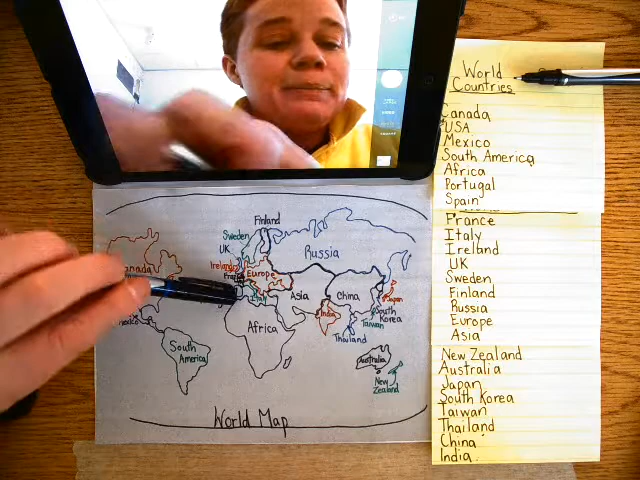 World
Countries
Canada
USA
Mexico
South America
Africa
Portugal
Spain
France
Italy
Ireland
UK
Sweden
Finland
Russia
Europe
Asia
New Zealand
Australia
Japan
South Korea
Taiwan
Thailand
China
India
Finland
Sweden
UK
Russia
Ireland
Europe
Asia
China
Japan
India
South
Korea
Taiwan
Thailand
Africa
South
America
Australia
New
Zealand
World Map